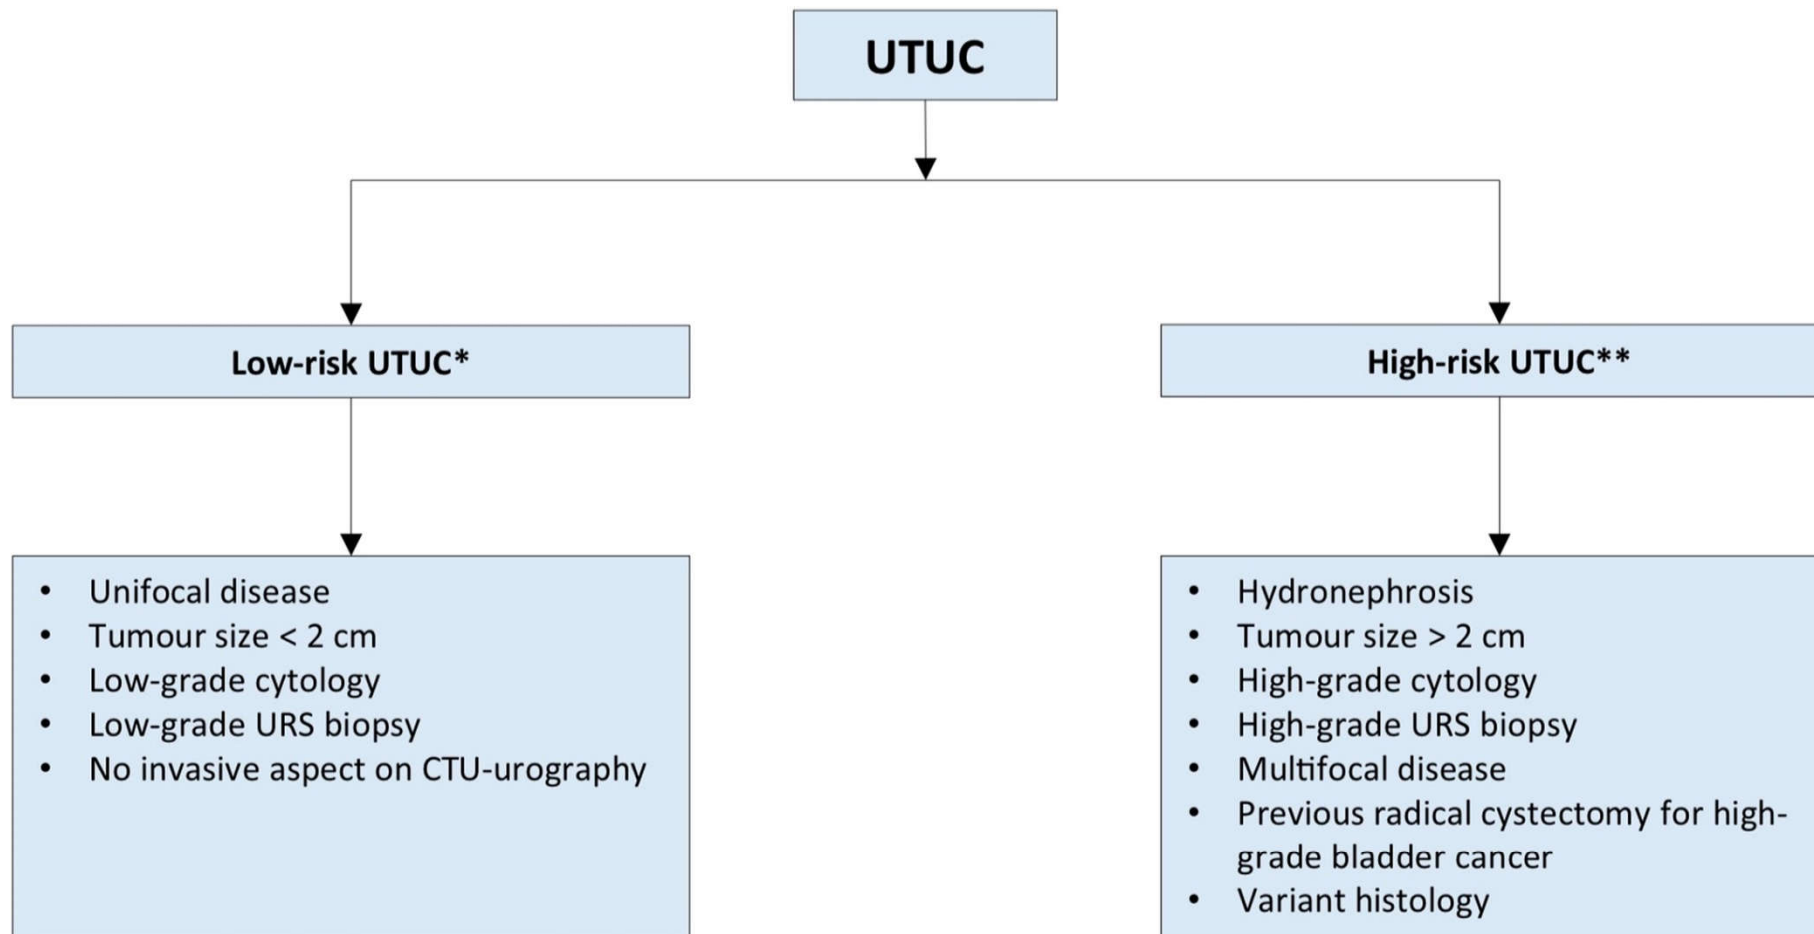 UTUC
Low-risk UTUC*
High-risk UTUC**
• Unifocal disease
• Tumour size < 2 cm
• Low-grade cytology
• Low-grade URS biopsy
• No invasive aspect on CTU-urography
• Hydronephrosis
• Tumour size > 2 cm
• High-grade cytology
• High-grade URS biopsy
• Multifocal disease
• Previous radical cystectomy for high-
grade bladder cancer
• Variant histology